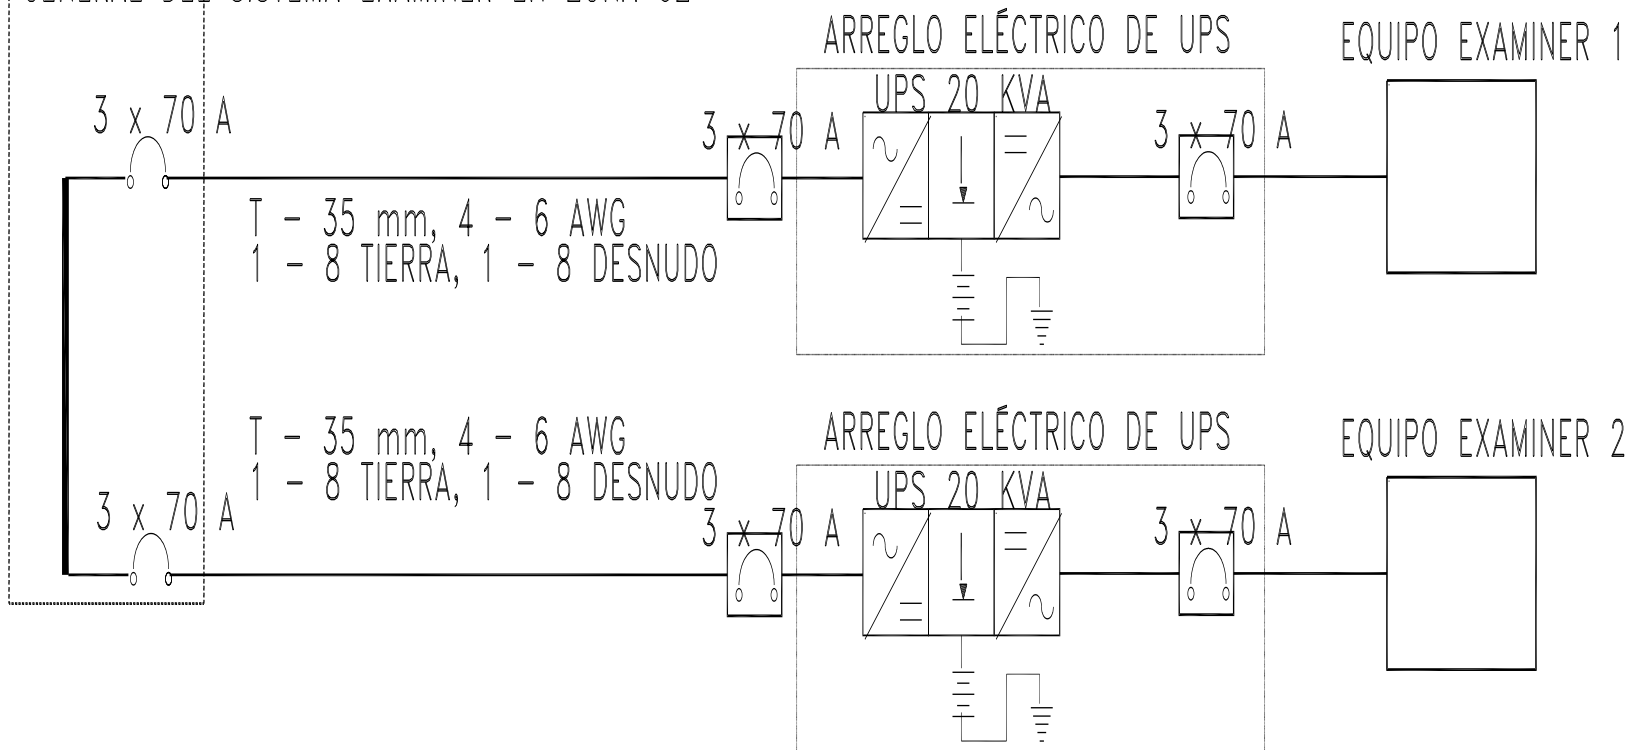 ARREGLO ELÉCTRICO DE UPS
EQUIPO EXAMINER 1
UPS 20 KVA
3 x 70 A
3 x 70 A
3 x 70 A
T - 35 mm, 4 - 6 AWG
1 - 8 TIERRA, 1 - 8 DESNUDO
ARREGLO ELÉCTRICO DE UPS
EQUIPO EXAMINER 2
T - 35 mm, 4 - 6 AWG
1 - 8 TIERRA, 1 - 8 DESNUDO
UPS 20 KVA
3 x 70 A
3 x 70 A
3 x 70 A